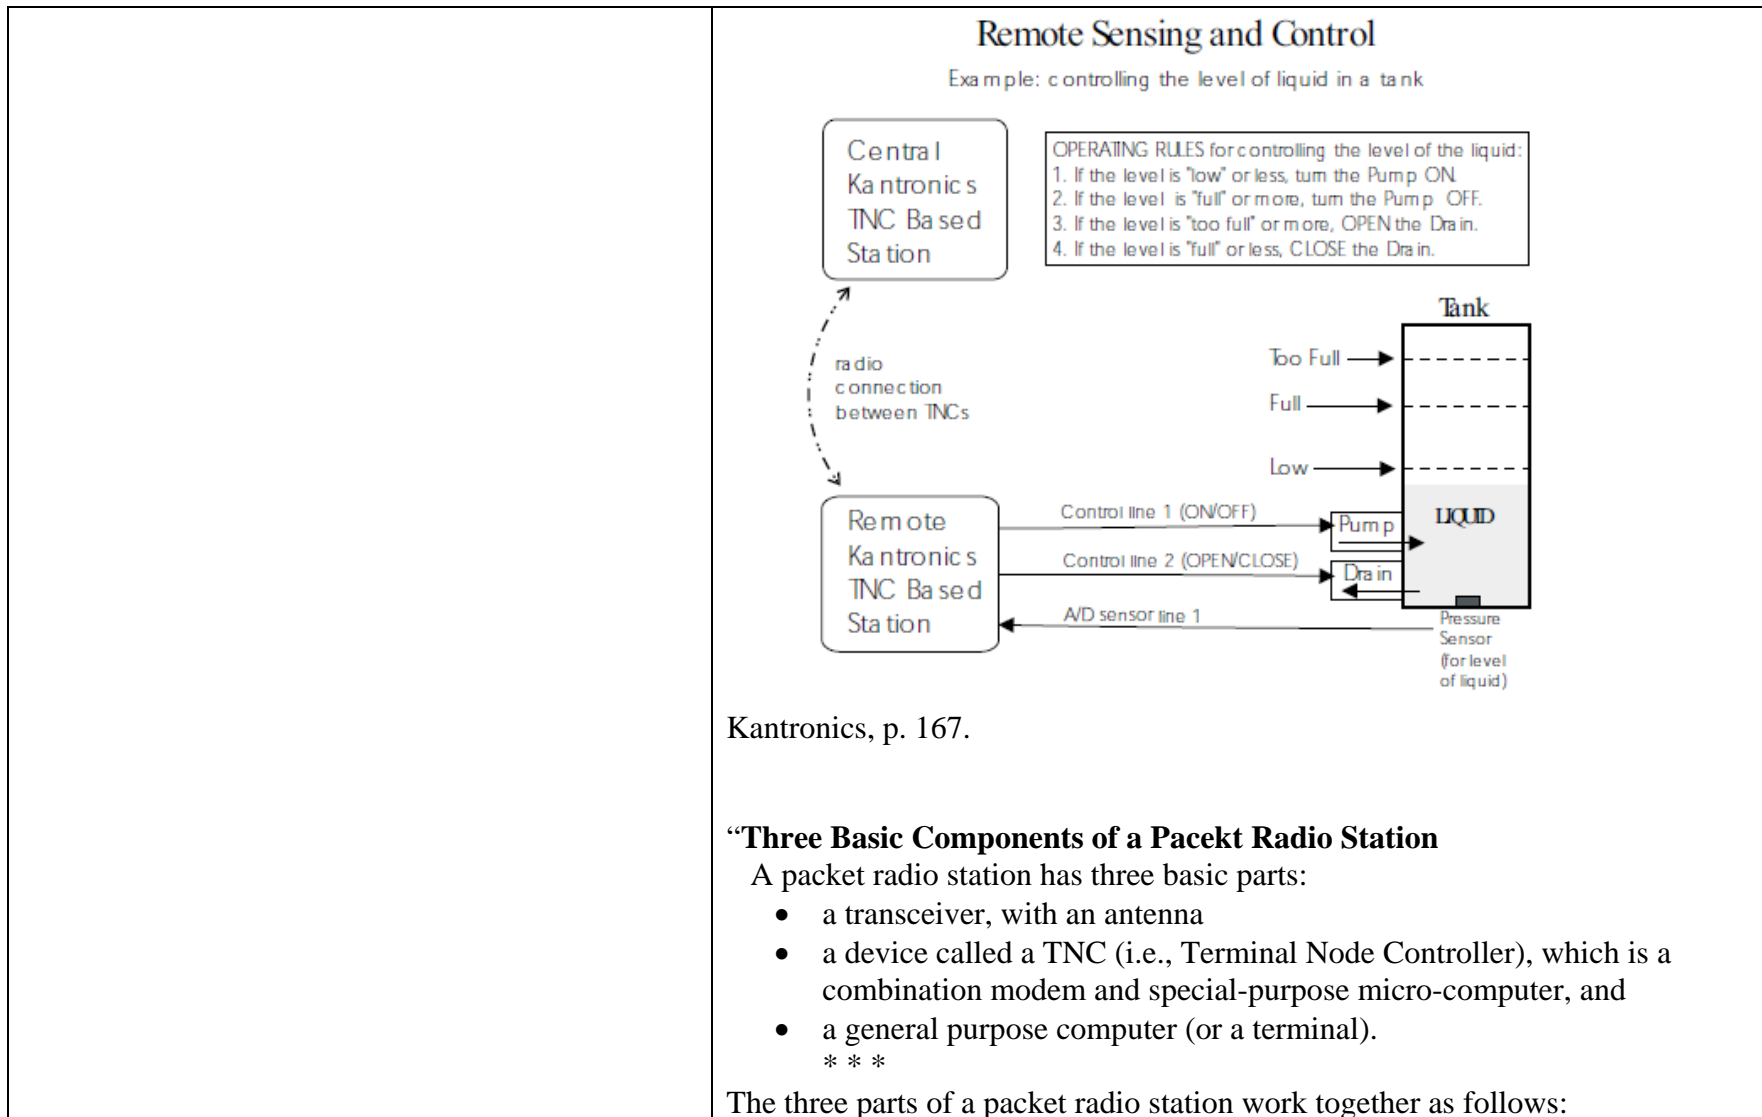 Remote Sensing and Control
Example: controlling the level of liquid in a tank
Central
Kantronics
TNC Based
Station
OPERATING RULES for controlling the level of the liquid:
1. If the level is "low" or less, turn the Pump ON.
2. If the level is "full" or more, turn the Pump OFF.
3. If the level is "too full" or more, OPEN the Drain.
4. If the level is "full" or less, CLOSE the Drain.
Tank
Too Full
Full
Low
radio
connection
between TNCs
Remote
Kantronics
TNC Based
Station
Control line 1 (ON/OFF)
Control line 2 (OPEN/CLOSE)
A/D sensor line 1
Pump
Drain
LIQUID
Pressure
Sensor
(for level
of liquid)
Kantronics, p. 167.
“Three Basic Components of a Pacekt Radio Station
A packet radio station has three basic parts:
• a transceiver, with an antenna
• a device called a TNC (i.e., Terminal Node Controller), which is a
combination modem and special-purpose micro-computer, and
• a general purpose computer (or a terminal).
* * *
The three parts of a packet radio station work together as follows: